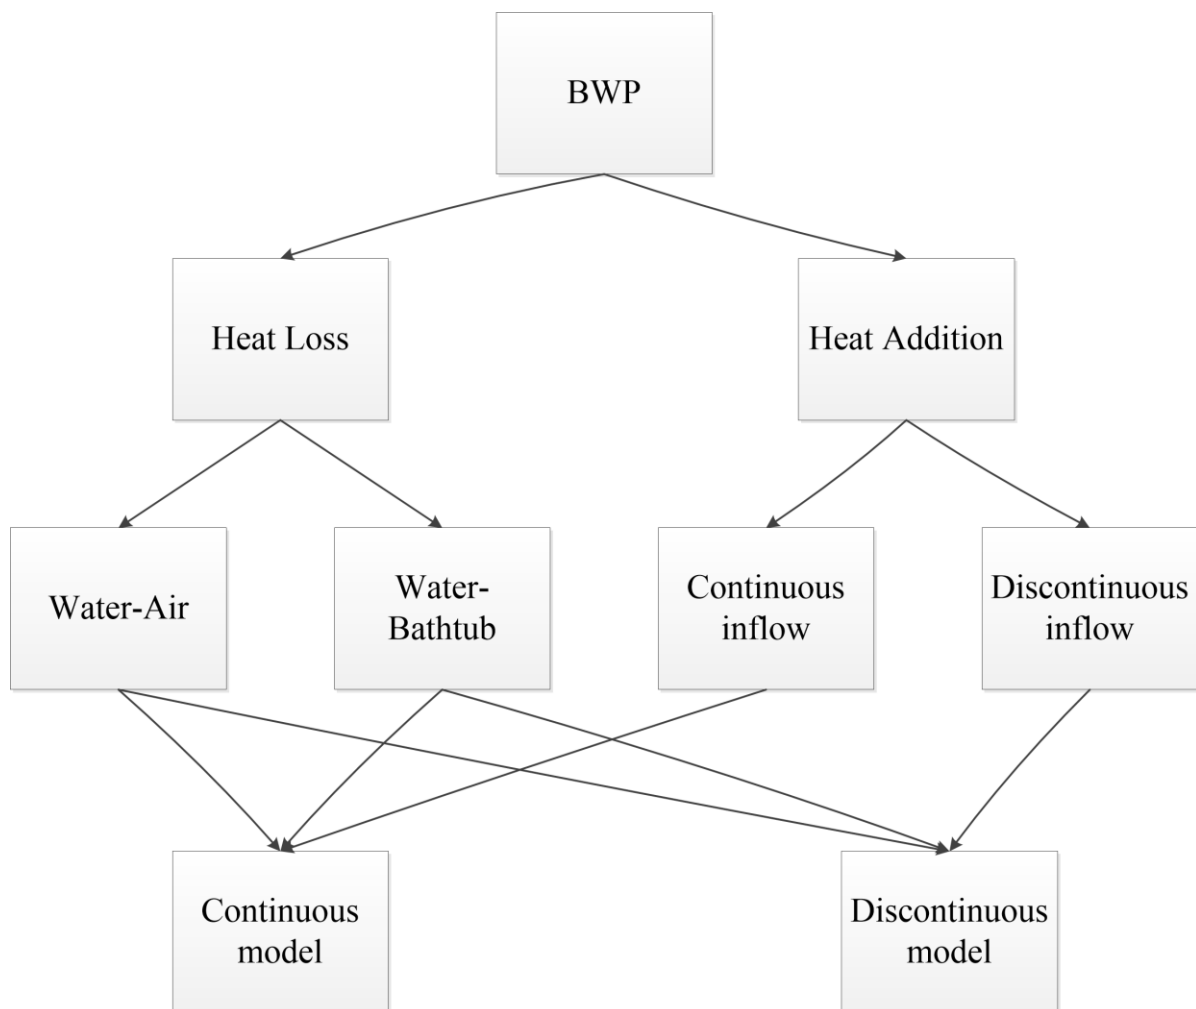 BWP
Heat Loss
Heat Addition
Water-Air
Water-
Bathtub
Continuous
inflow
Discontinuous
inflow
Continuous
model
Discontinuous
model